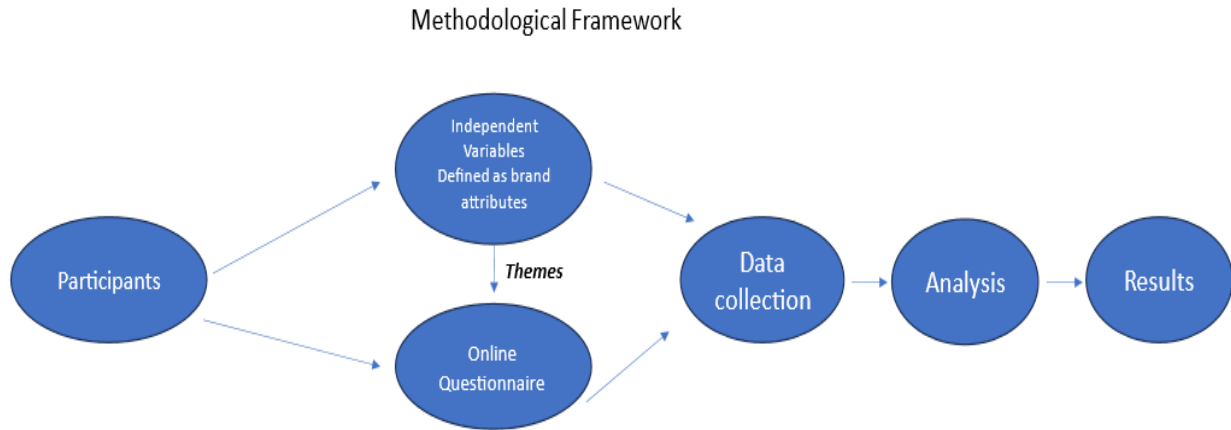 Methodological Framework
Independent
Variables
Defined as brand
attributes
Participants
Themes
Data
collection
Analysis
Results
Online
Questionnaire